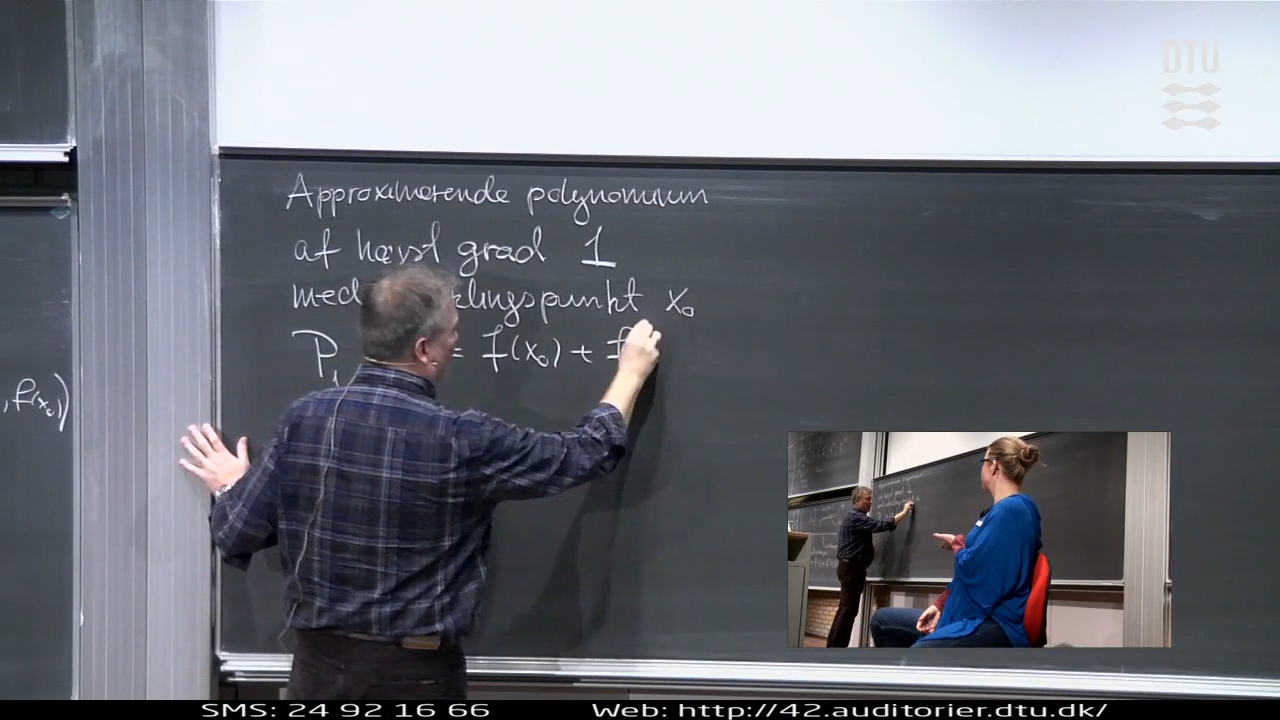 DTU
Approximerende polynomium
af højst grad 1
med punkt x₀
P₁ = f(x₀) + f
, f(x₀))
SMS: 24 92 16 66 Web: http://42.auditorier.dtu.dk/